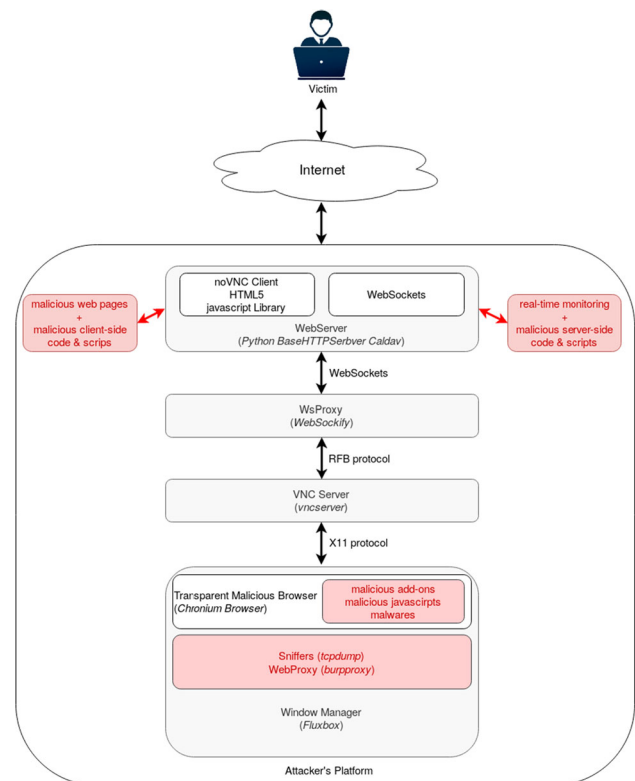 Victim
Internet
noVNC Client
HTML5
javascript Library
WebSockets
WebServer
(Python BaseHTTPSerbver Caldav)
malicious web pages
+
malicious client-side
code & scrips
real-time monitoring
+
malicious server-side
code & scripts
WebSockets
WsProxy
(WebSockify)
RFB protocol
VNC Server
(vncserver)
X11 protocol
Transparent Malicious Browser
(Chronium Browser)
malicious add-ons
malicious javascirpts
malwares
Sniffers (tcpdump)
WebProxy (burpproxy)
Window Manager
(Fluxbox)
Attacker's Platform